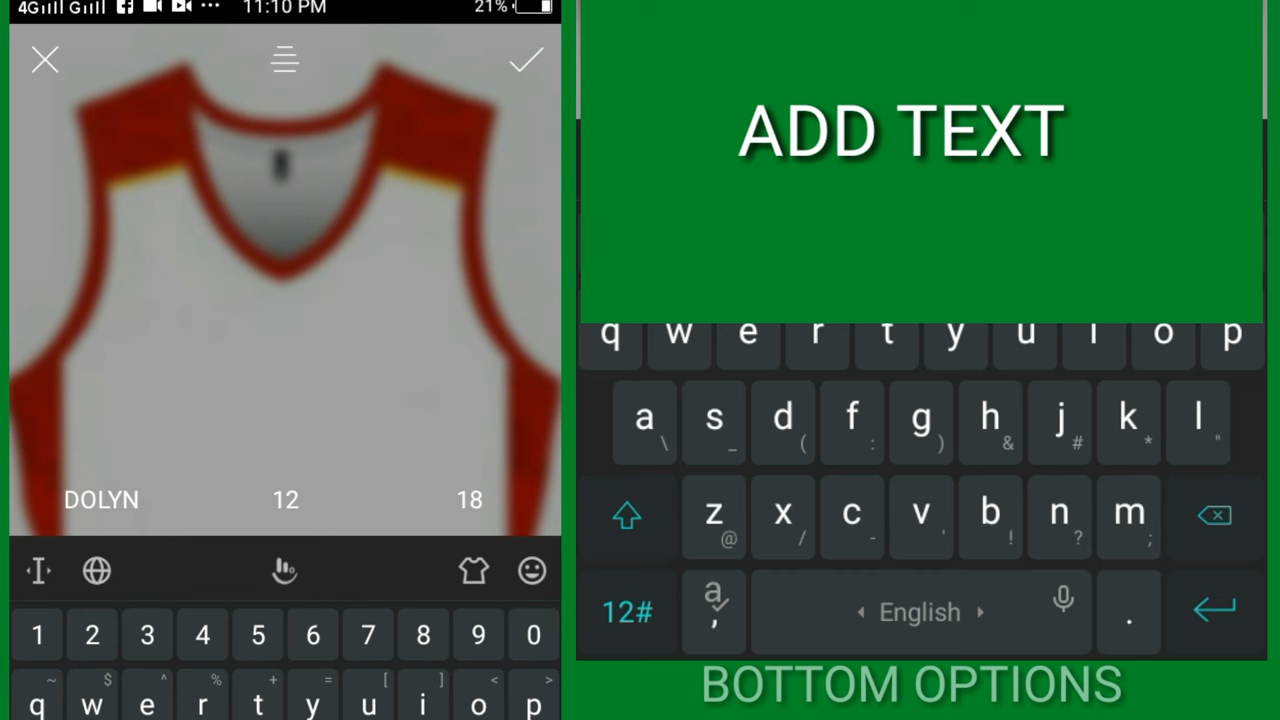 4G G ... 11:10 PM 21%
ADD TEXT
DOLYN 12 18
1 2 3 4 5 6 7 8 9 0
~ $ ^ % + = [ ] < >
q w e r t y u i o p
q w e r t y u i o p
a s d f g h j k l
\ _ ( : ) & # * "
z x c v b n m
@ / - ' ! ? ;
12# a , English .
BOTTOM OPTIONS